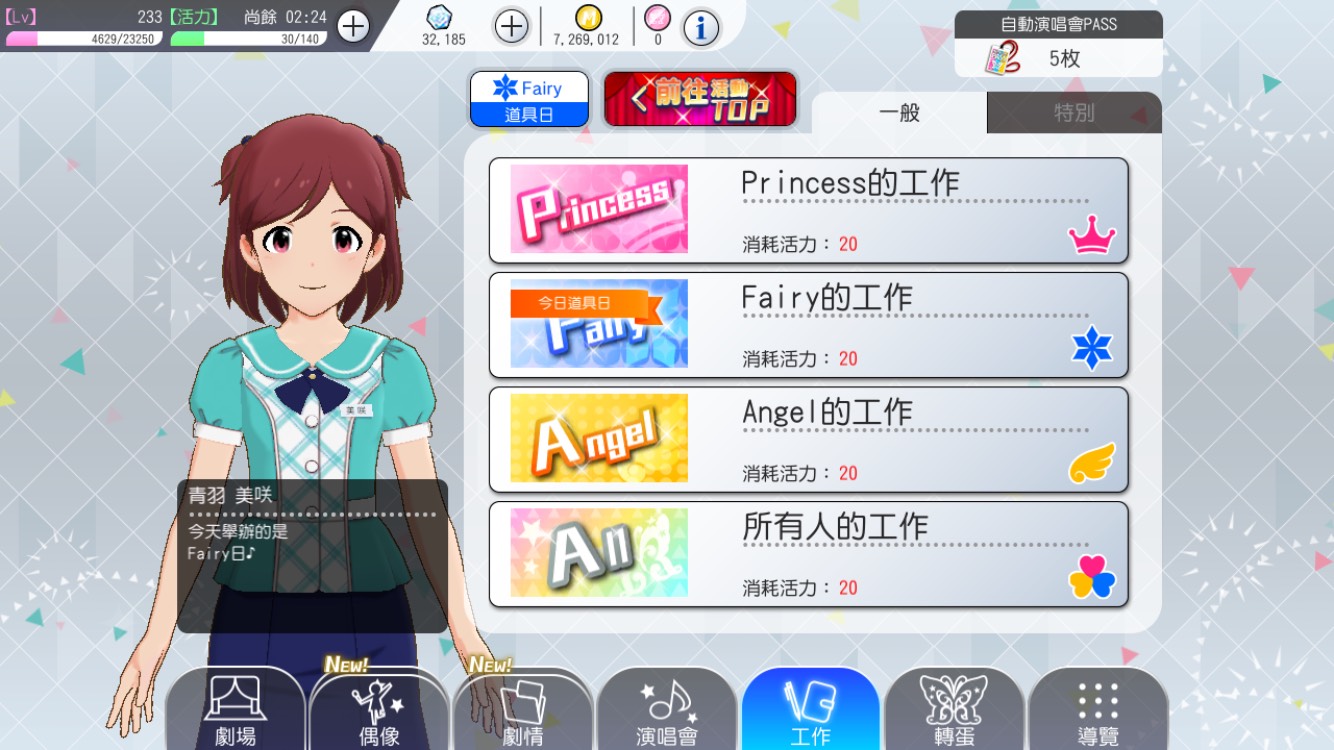 【Lv】 233 【活力】 尚餘 02:24
4629/23250 30/140
32,185 7,269,012 0
自動演唱會PASS
5枚
Fairy
道具日
前往活動TOP
一般 特別
Princess
Princess的工作
消耗活力： 20
今日道具日
Fairy
Fairy的工作
消耗活力： 20
Angel
Angel的工作
消耗活力： 20
All
所有人的工作
消耗活力： 20
美咲
青羽 美咲
今天舉辦的是
Fairy日♪
NEW! NEW!
劇場 偶像 劇情 演唱會 工作 轉蛋 導覽